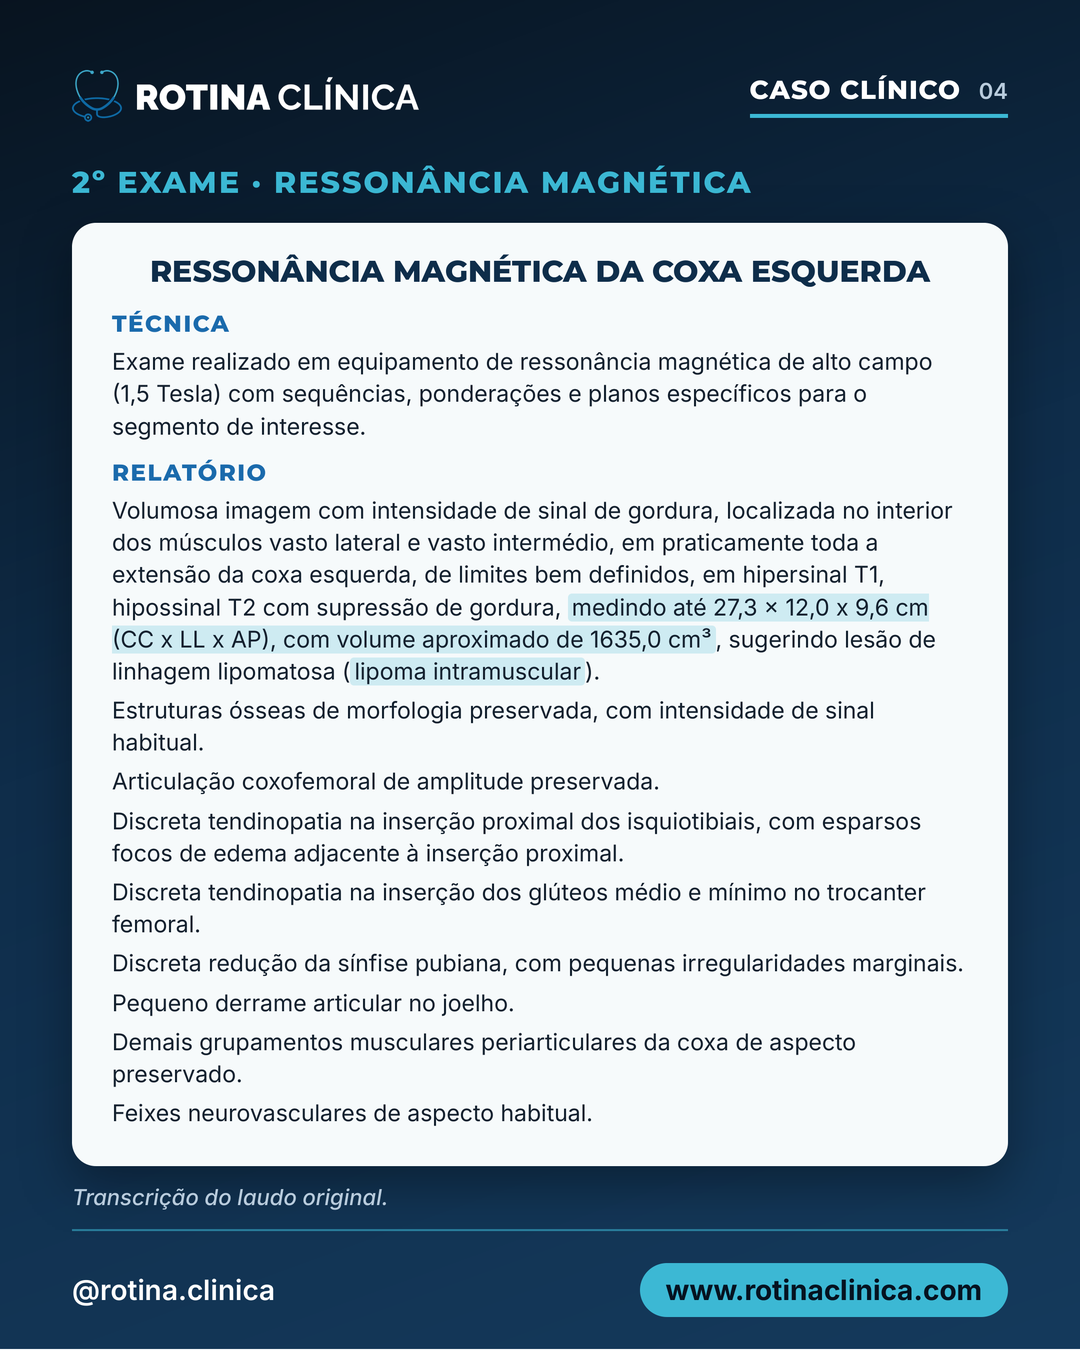 ROTINA CLÍNICA
CASO CLÍNICO 04
2º EXAME · RESSONÂNCIA MAGNÉTICA
RESSONÂNCIA MAGNÉTICA DA COXA ESQUERDA
TÉCNICA
Exame realizado em equipamento de ressonância magnética de alto campo
(1,5 Tesla) com sequências, ponderações e planos específicos para o
segmento de interesse.
RELATÓRIO
Volumosa imagem com intensidade de sinal de gordura, localizada no interior
dos músculos vasto lateral e vasto intermédio, em praticamente toda a
extensão da coxa esquerda, de limites bem definidos, em hipersinal T1,
hipossinal T2 com supressão de gordura, medindo até 27,3 × 12,0 x 9,6 cm
(CC x LL x AP), com volume aproximado de 1635,0 cm³, sugerindo lesão de
linhagem lipomatosa (lipoma intramuscular).
Estruturas ósseas de morfologia preservada, com intensidade de sinal
habitual.
Articulação coxofemoral de amplitude preservada.
Discreta tendinopatia na inserção proximal dos isquiotibiais, com esparsos
focos de edema adjacente à inserção proximal.
Discreta tendinopatia na inserção dos glúteos médio e mínimo no trocanter
femoral.
Discreta redução da sínfise pubiana, com pequenas irregularidades marginais.
Pequeno derrame articular no joelho.
Demais grupamentos musculares periarticulares da coxa de aspecto
preservado.
Feixes neurovasculares de aspecto habitual.
Transcrição do laudo original.
@rotina.clinica
www.rotinaclinica.com